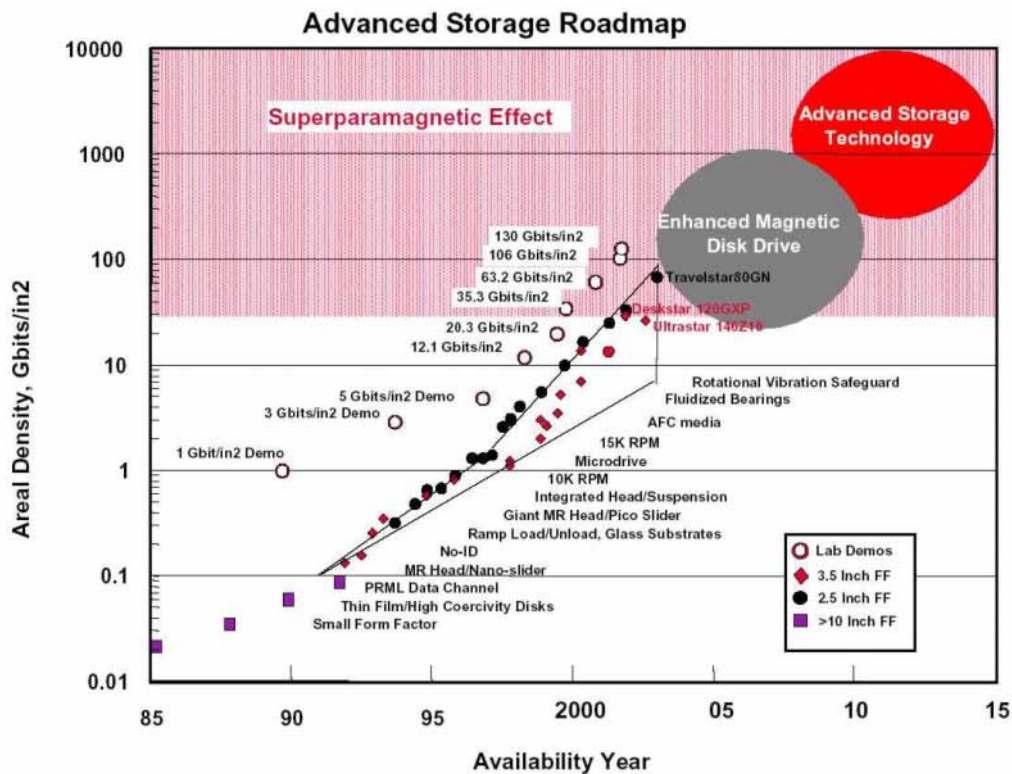 Advanced Storage Roadmap
10000
1000
100
10
1
0.1
0.01
Areal Density, Gbits/in2
Superparamagnetic Effect
Advanced Storage
Technology
Enhanced Magnetic
Disk Drive
130 Gbits/in2
106 Gbits/in2
63.2 Gbits/in2
35.3 Gbits/in2
20.3 Gbits/in2
12.1 Gbits/in2
5 Gbits/in2 Demo
3 Gbits/in2 Demo
1 Gbit/in2 Demo
Travelstar80GN
Deskstar 120GXP
Ultrastar 146Z10
Rotational Vibration Safeguard
Fluidized Bearings
AFC media
15K RPM
Microdrive
10K RPM
Integrated Head/Suspension
Giant MR Head/Pico Slider
Ramp Load/Unload, Glass Substrates
No-ID
MR Head/Nano-slider
PRML Data Channel
Thin Film/High Coercivity Disks
Small Form Factor
Lab Demos
3.5 Inch FF
2.5 Inch FF
>10 Inch FF
85 90 95 2000 05 10 15
Availability Year